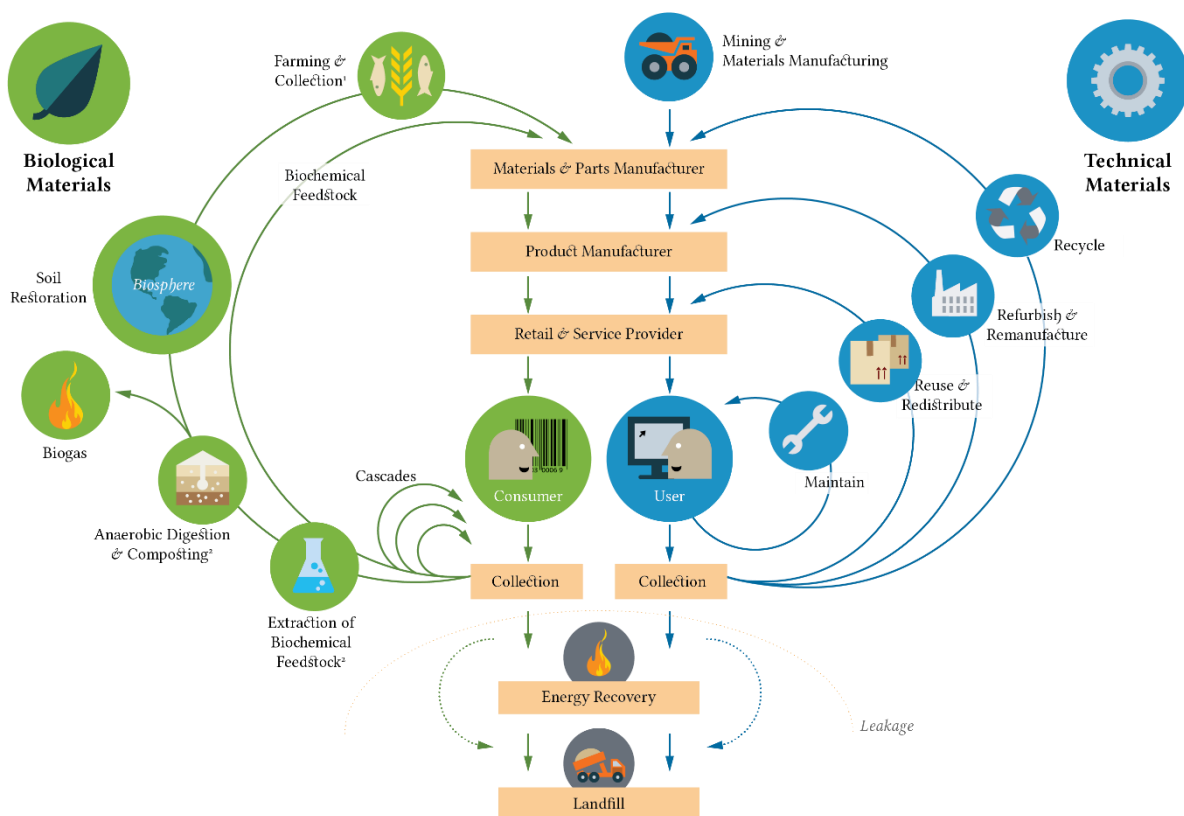 Farming &
Collection¹
Mining &
Materials Manufacturing
Biological
Materials
Technical
Materials
Materials & Parts Manufacturer
Biochemical
Feedstock
Recycle
Product Manufacturer
Soil
Restoration
Biosphere
Refurbish &
Remanufacture
Retail & Service Provider
Reuse &
Redistribute
Biogas
Cascades
Consumer
User
Maintain
Anaerobic Digestion
& Composting²
Collection
Collection
Extraction of
Biochemical
Feedstock²
Energy Recovery
Leakage
Landfill